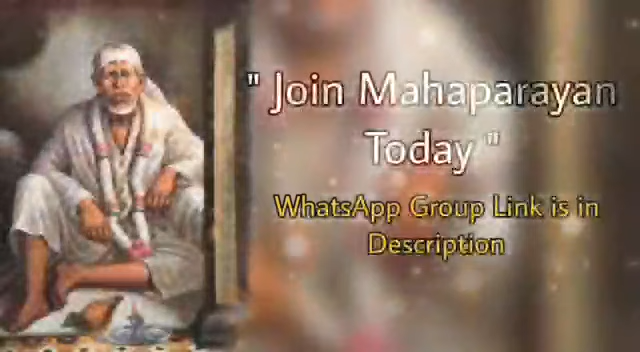 " Join Mahaparayan
Today "
WhatsApp Group Link is in
Description